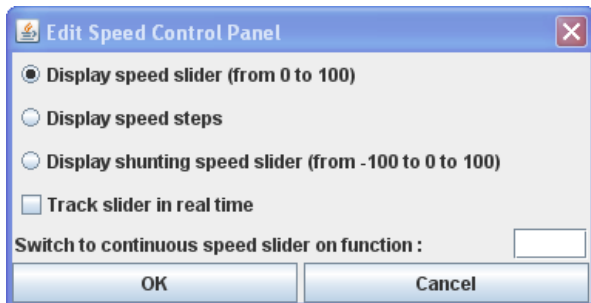 Edit Speed Control Panel
Display speed slider (from 0 to 100)
Display speed steps
Display shunting speed slider (from -100 to 0 to 100)
Track slider in real time
Switch to continuous speed slider on function :
OK Cancel